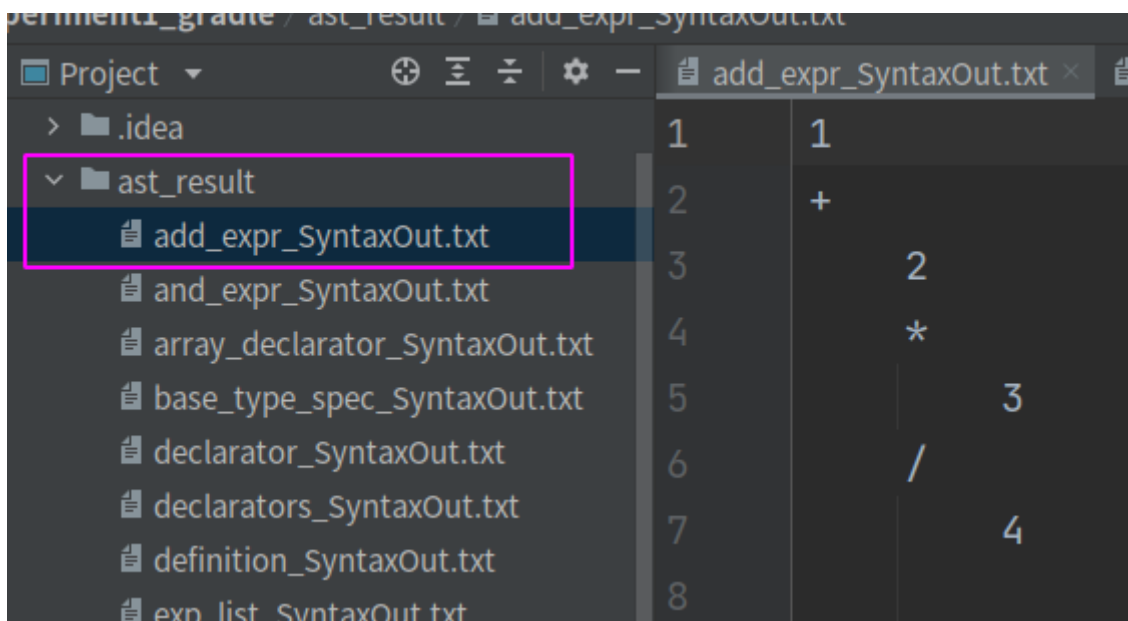 periment1_gradle / ast_result / add_expr_SyntaxOut.txt
Project
.idea
ast_result
add_expr_SyntaxOut.txt
and_expr_SyntaxOut.txt
array_declarator_SyntaxOut.txt
base_type_spec_SyntaxOut.txt
declarator_SyntaxOut.txt
declarators_SyntaxOut.txt
definition_SyntaxOut.txt
exp_list_SyntaxOut.txt
add_expr_SyntaxOut.txt
1 1
2 +
3 2
4 *
5 3
6 /
7 4
8